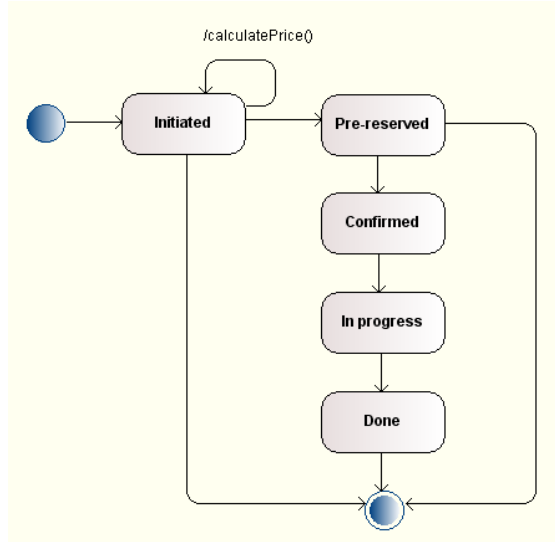 /calculatePrice()
Initiated
Pre-reserved
Confirmed
In progress
Done